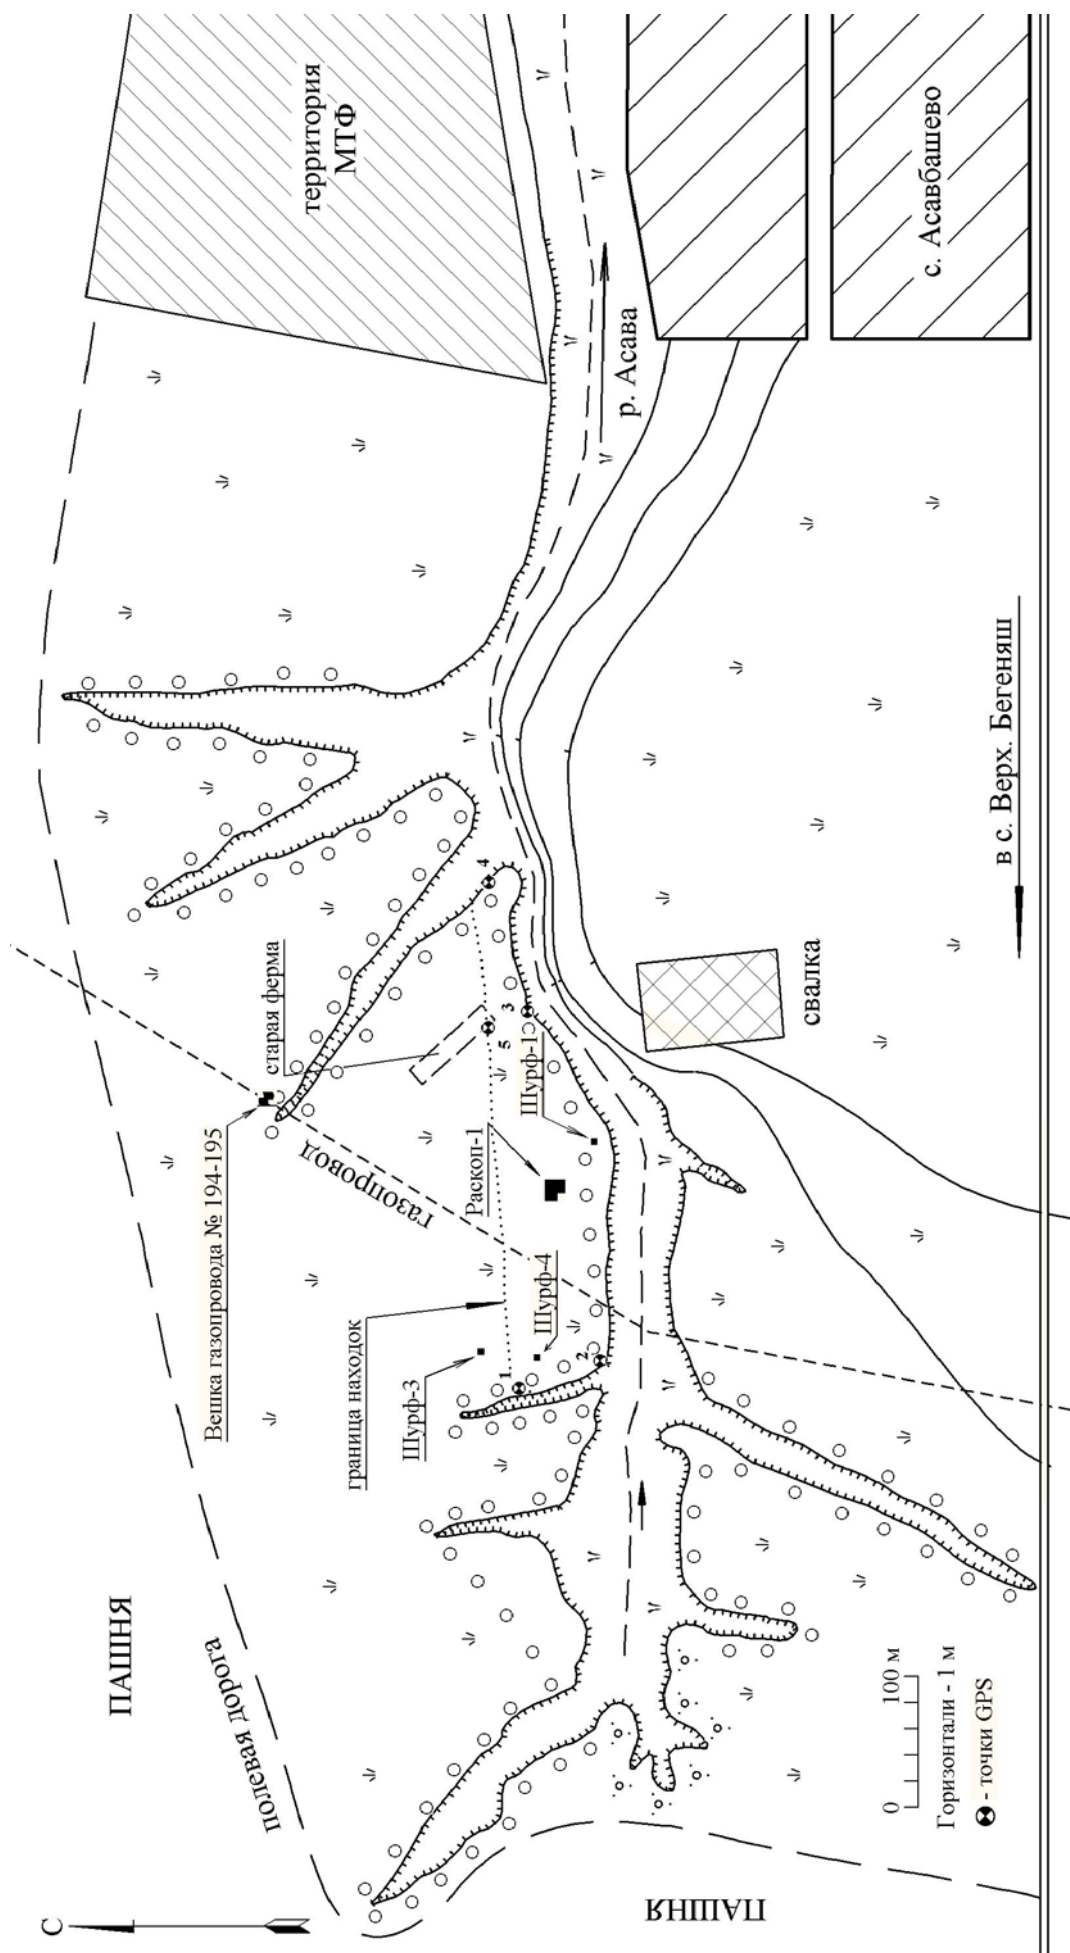 С
ПАШНЯ
полевая дорога
Вешка газопровода № 194-195
старая ферма
территория
МТФ
газопровод
граница находок
Шурф-3
Раскоп-1
Шурф-4
Шурф-1
1
2
3
4
5
р. Асава
с. Асавбашево
свалка
в с. Верх. Бегеняш
ПАШНЯ
0 100 м
Горизонтали - 1 м
- точки GPS